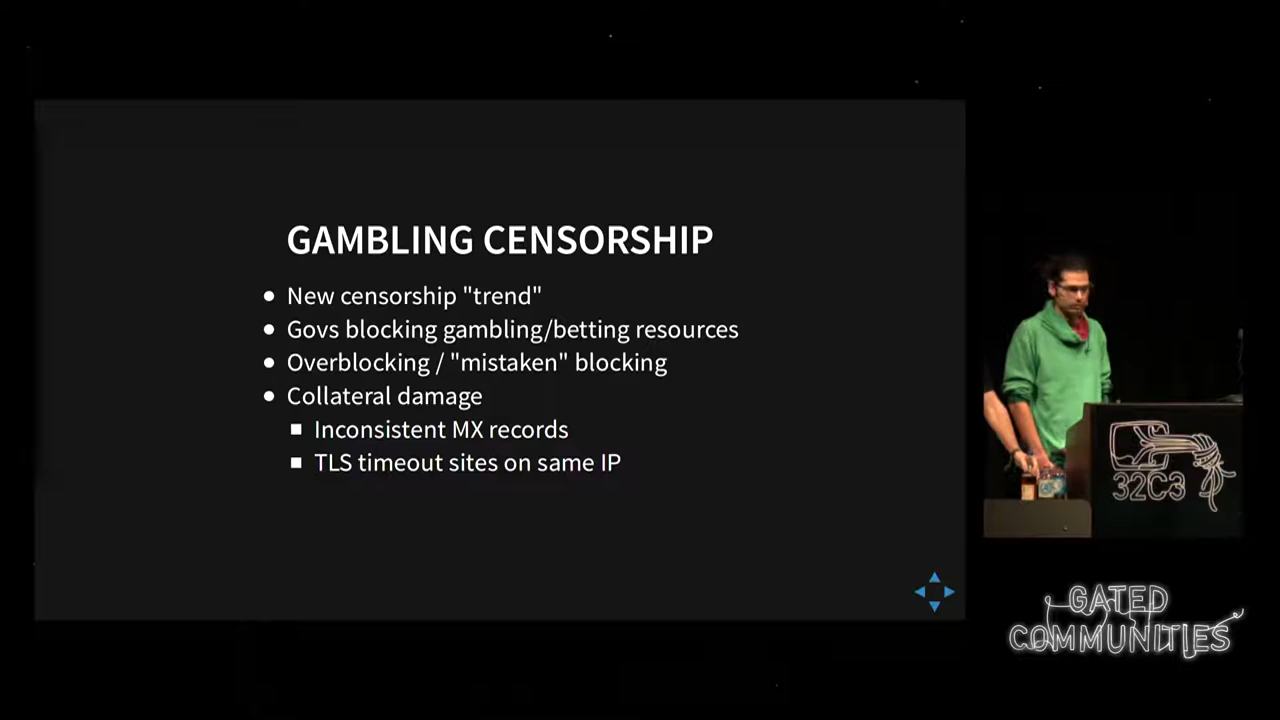 GAMBLING CENSORSHIP
New censorship "trend"
Govs blocking gambling/betting resources
Overblocking / "mistaken" blocking
Collateral damage
Inconsistent MX records
TLS timeout sites on same IP
32C3
GATED
COMMUNITIES